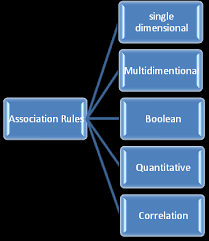 single
dimensional
Multidimentional
Association Rules
Boolean
Quantitative
Correlation